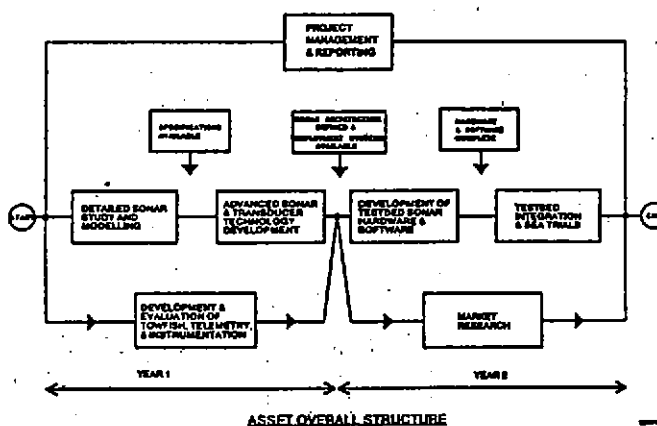 PROJECT
MANAGEMENT
& REPORTING
SPECIFICATIONS
AVAILABLE
SONAR ARCHITECTURE
DEFINED &
AVAILABLE
HARDWARE
& SOFTWARE
COMPLETE
START
DETAILED SONAR
STUDY AND
MODELLING
ADVANCED SONAR
& TRANSDUCER
TECHNOLOGY
DEVELOPMENT
DEVELOPMENT OF
TESTBED SONAR
HARDWARE &
SOFTWARE
TESTBED
INTEGRATION
& SEA TRIALS
DEVELOPMENT &
EVALUATION OF
TOWFISH, TELEMETRY,
& INSTRUMENTATION
MARKET
RESEARCH
YEAR 1
YEAR 2
ASSET OVERALL STRUCTURE